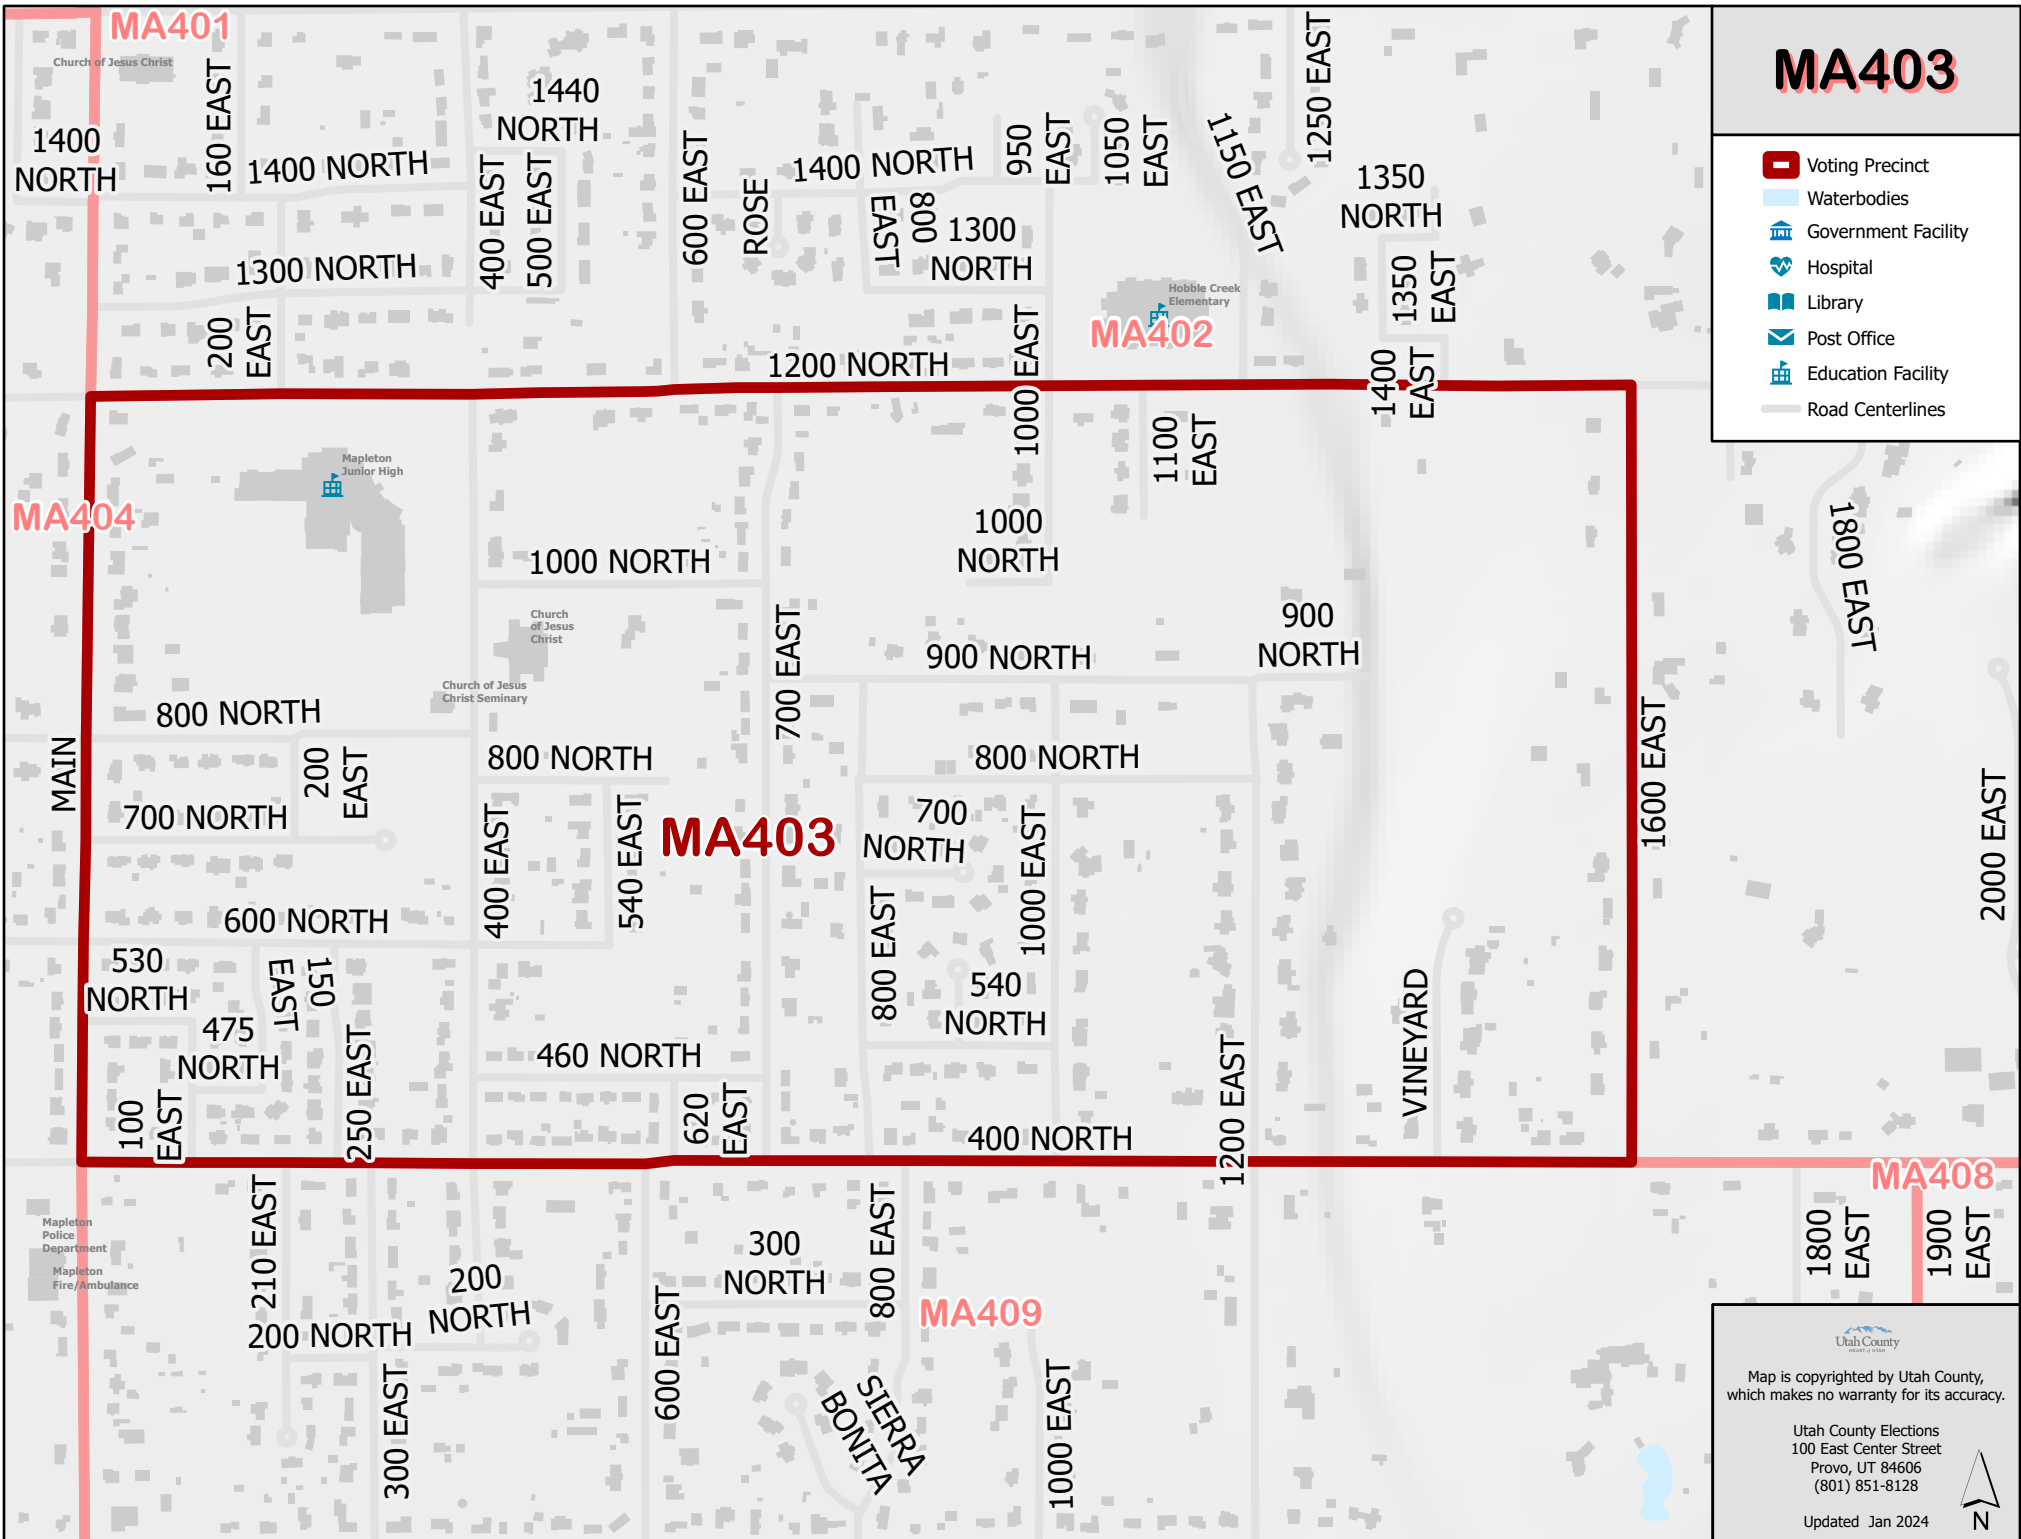 MA401
Church of Jesus Christ
160 EAST
1400
NORTH
1400 NORTH
1440
NORTH
400 EAST
500 EAST
600 EAST
ROSE
1400 NORTH
950
EAST
1050
EAST
1150 EAST
1250 EAST
1350
NORTH
1350
EAST
800
EAST
1300
NORTH
1300 NORTH
200
EAST
Hobble Creek
Elementary
MA402
1200 NORTH
1000 EAST
1400
EAST
1100
EAST
MA403
Voting Precinct
Waterbodies
Government Facility
Hospital
Library
Post Office
Education Facility
Road Centerlines
Mapleton
Junior High
MA404
1000 NORTH
1000
NORTH
1800 EAST
Church
of Jesus
Christ
Church of Jesus
Christ Seminary
700 EAST
900 NORTH
900
NORTH
800 NORTH
MAIN
200
EAST
800 NORTH
800 NORTH
1600 EAST
2000 EAST
700 NORTH
400 EAST
540 EAST
MA403
700
NORTH
1000 EAST
800 EAST
600 NORTH
530
NORTH
150
EAST
475
NORTH
250 EAST
100
EAST
460 NORTH
620
EAST
540
NORTH
400 NORTH
1200 EAST
VINEYARD
MA408
1800
EAST
1900
EAST
Mapleton
Police
Department
Mapleton
Fire/Ambulance
210 EAST
200
NORTH
200 NORTH
300 EAST
600 EAST
300
NORTH
800 EAST
MA409
SIERRA
BONITA
1000 EAST
Utah County
HEART of UTAH
Map is copyrighted by Utah County,
which makes no warranty for its accuracy.
Utah County Elections
100 East Center Street
Provo, UT 84606
(801) 851-8128
Updated Jan 2024
N